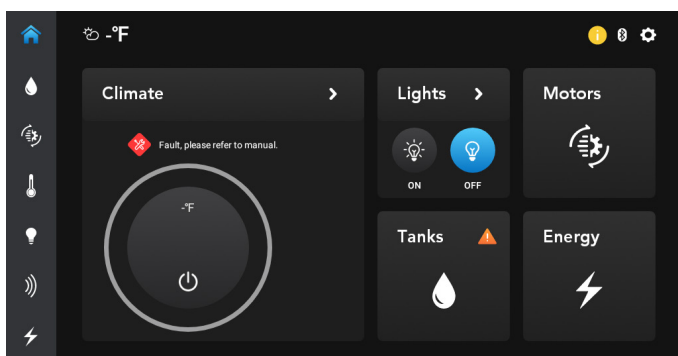 -°F
Climate
Lights
Motors
Fault, please refer to manual.
-°F
ON
OFF
Tanks
Energy